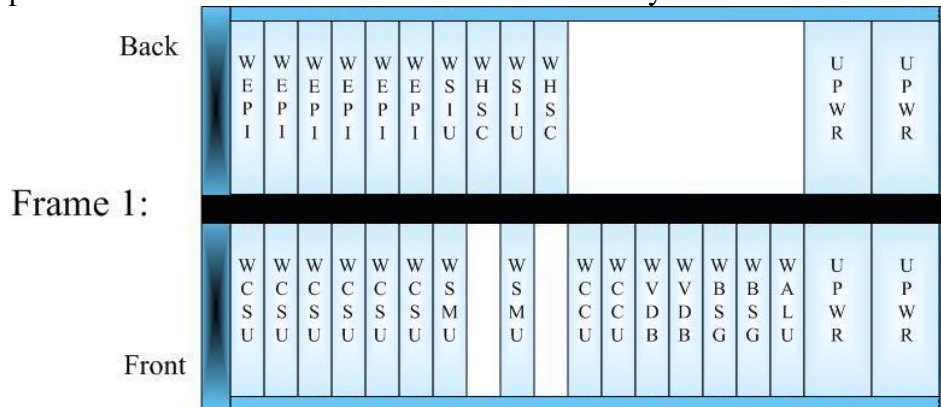 Back
WEPI
WEPI
WEPI
WEPI
WEPI
WEPI
WSIU
WHSC
WSIU
WHSC
UPWR
UPWR
Frame 1:
WCSU
WCSU
WCSU
WCSU
WCSU
WCSU
WSMU
WSMU
WCCU
WCCU
WVDB
WVDB
WBSG
WBSG
WALU
UPWR
UPWR
Front